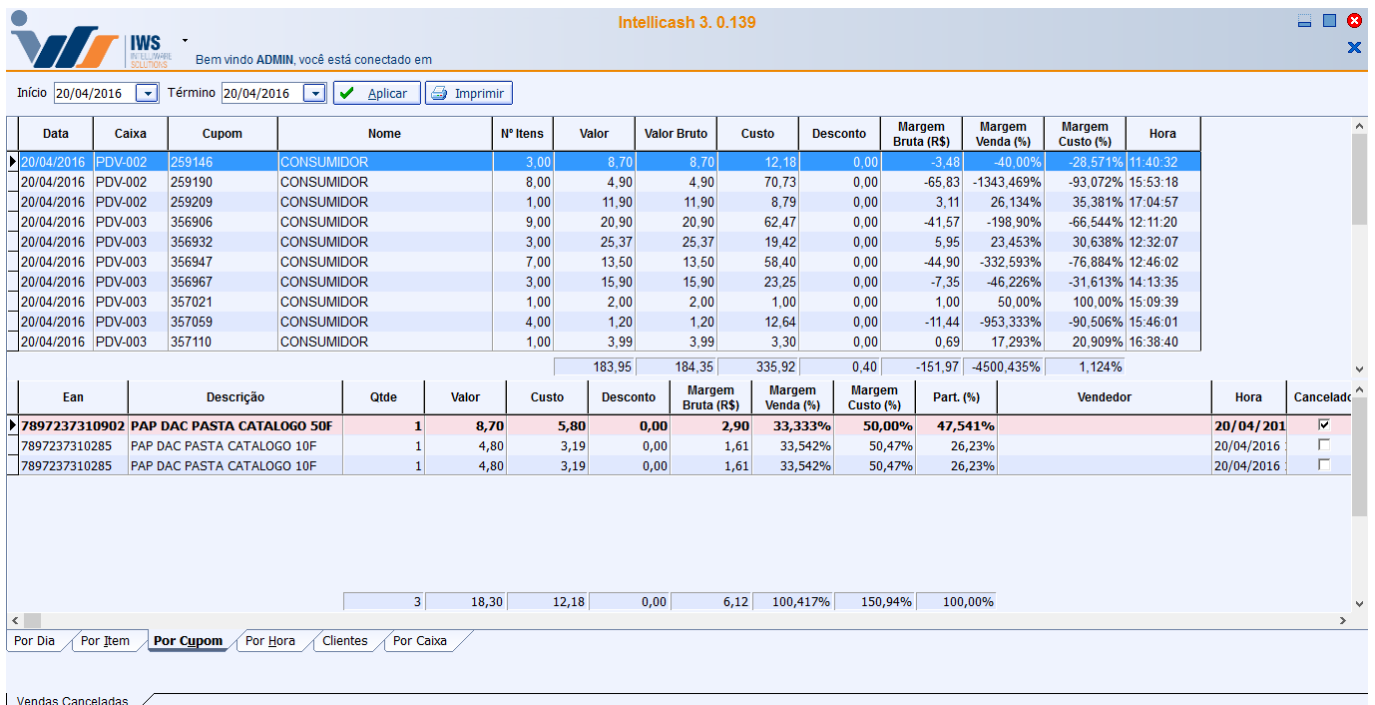 Intellicash 3. 0.139
IWS
INTELLIWARE
SOLUTIONS
Bem vindo ADMIN, você está conectado em
Início 20/04/2016 Término 20/04/2016 Aplicar Imprimir
Data Caixa Cupom Nome Nº Itens Valor Valor Bruto Custo Desconto Margem Bruta (R$) Margem Venda (%) Margem Custo (%) Hora
20/04/2016 PDV-002 259146 CONSUMIDOR 3,00 8,70 8,70 12,18 0,00 -3,48 -40,00% -28,571% 11:40:32
20/04/2016 PDV-002 259190 CONSUMIDOR 8,00 4,90 4,90 70,73 0,00 -65,83 -1343,469% -93,072% 15:53:18
20/04/2016 PDV-002 259209 CONSUMIDOR 1,00 11,90 11,90 8,79 0,00 3,11 26,134% 35,381% 17:04:57
20/04/2016 PDV-003 356906 CONSUMIDOR 9,00 20,90 20,90 62,47 0,00 -41,57 -198,90% -66,544% 12:11:20
20/04/2016 PDV-003 356932 CONSUMIDOR 3,00 25,37 25,37 19,42 0,00 5,95 23,453% 30,638% 12:32:07
20/04/2016 PDV-003 356947 CONSUMIDOR 7,00 13,50 13,50 58,40 0,00 -44,90 -332,593% -76,884% 12:46:02
20/04/2016 PDV-003 356967 CONSUMIDOR 3,00 15,90 15,90 23,25 0,00 -7,35 -46,226% -31,613% 14:13:35
20/04/2016 PDV-003 357021 CONSUMIDOR 1,00 2,00 2,00 1,00 0,00 1,00 50,00% 100,00% 15:09:39
20/04/2016 PDV-003 357059 CONSUMIDOR 4,00 1,20 1,20 12,64 0,00 -11,44 -953,333% -90,506% 15:46:01
20/04/2016 PDV-003 357110 CONSUMIDOR 1,00 3,99 3,99 3,30 0,00 0,69 17,293% 20,909% 16:38:40
183,95 184,35 335,92 0,40 -151,97 -4500,435% 1,124%
Ean Descrição Qtde Valor Custo Desconto Margem Bruta (R$) Margem Venda (%) Margem Custo (%) Part. (%) Vendedor Hora Cancelado
7897237310902 PAP DAC PASTA CATALOGO 50F 1 8,70 5,80 0,00 2,90 33,333% 50,00% 47,541% 20/04/201
7897237310285 PAP DAC PASTA CATALOGO 10F 1 4,80 3,19 0,00 1,61 33,542% 50,47% 26,23% 20/04/2016
7897237310285 PAP DAC PASTA CATALOGO 10F 1 4,80 3,19 0,00 1,61 33,542% 50,47% 26,23% 20/04/2016
3 18,30 12,18 0,00 6,12 100,417% 150,94% 100,00%
Por Dia Por Item Por Cupom Por Hora Clientes Por Caixa
Vendas Canceladas